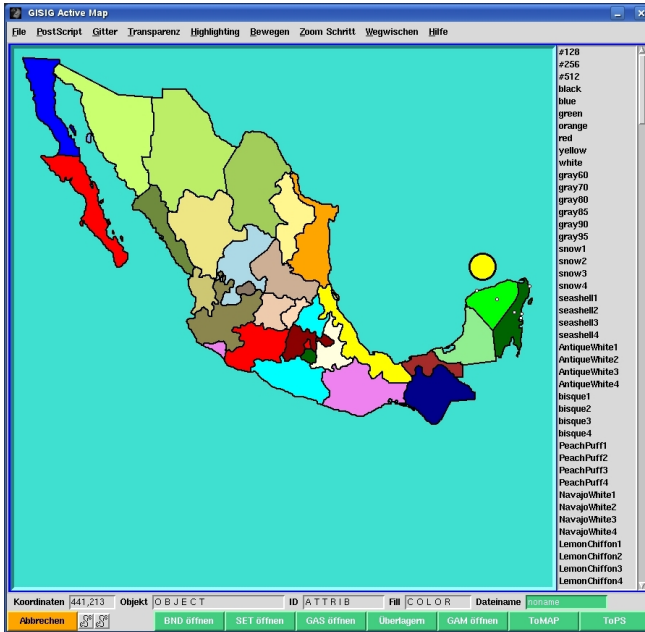 GISIG Active Map
File PostScript Gitter Transparenz Highlighting Bewegen Zoom Schritt Wegwischen Hilfe
#128
#256
#512
black
blue
green
orange
red
yellow
white
gray60
gray70
gray80
gray85
gray90
gray95
snow1
snow2
snow3
snow4
seashell1
seashell2
seashell3
seashell4
AntiqueWhite1
AntiqueWhite2
AntiqueWhite3
AntiqueWhite4
bisque1
bisque2
bisque3
bisque4
PeachPuff1
PeachPuff2
PeachPuff3
PeachPuff4
NavajoWhite1
NavajoWhite2
NavajoWhite3
NavajoWhite4
LemonChiffon1
LemonChiffon2
LemonChiffon3
LemonChiffon4
Koordinaten 441,213 Objekt O B J E C T ID A T T R I B Fill C O L O R Dateiname noname
Abbrechen BND öffnen SET öffnen GAS öffnen Überlagern GAM öffnen ToMAP ToPS